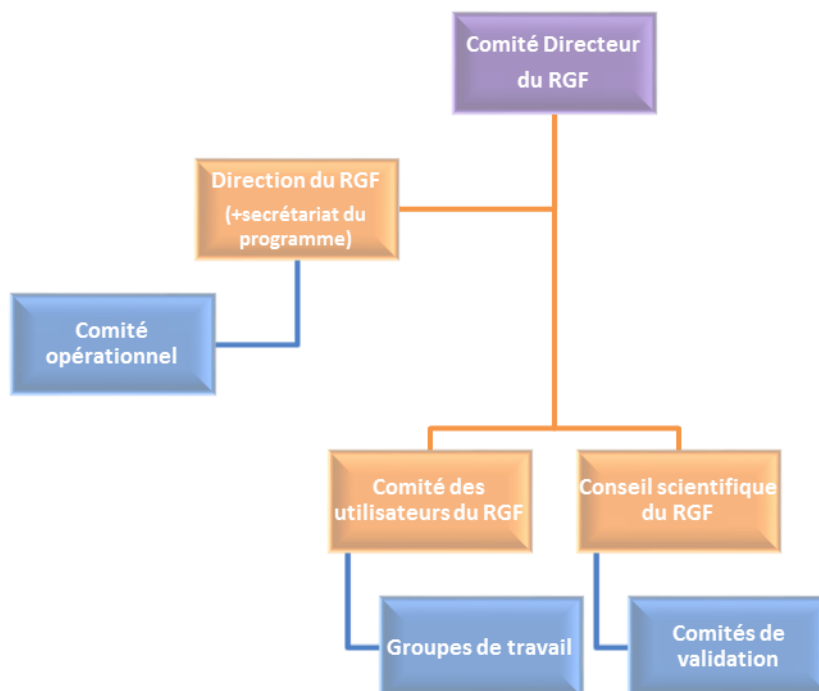 Comité Directeur
du RGF
Direction du RGF
(+secrétariat du
programme)
Comité
opérationnel
Comité des
utilisateurs du RGF
Conseil scientifique
du RGF
Groupes de travail
Comités de
validation